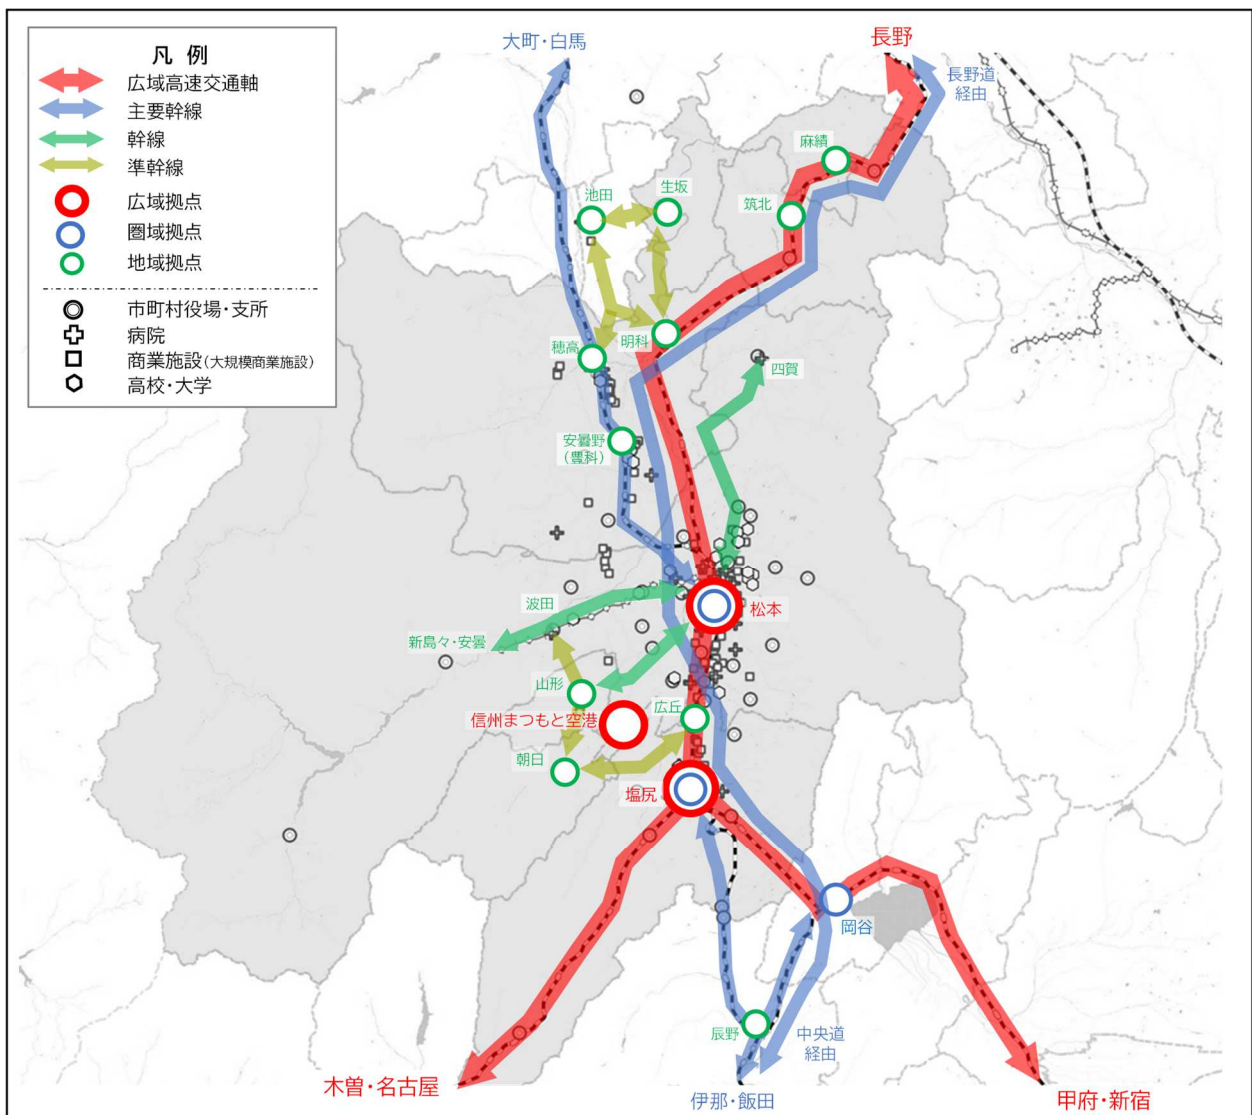 凡 例
広域高速交通軸
主要幹線
幹線
準幹線
広域拠点
圏域拠点
地域拠点
市町村役場・支所
病院
商業施設(大規模商業施設)
高校・大学
大町・白馬
長野
長野道
経由
麻績
池田
生坂
筑北
穂高
明科
四賀
安曇野
(豊科)
波田
松本
新島々・安曇
山形
信州まつもと空港
広丘
朝日
塩尻
岡谷
辰野
中央道
経由
木曽・名古屋
伊那・飯田
甲府・新宿